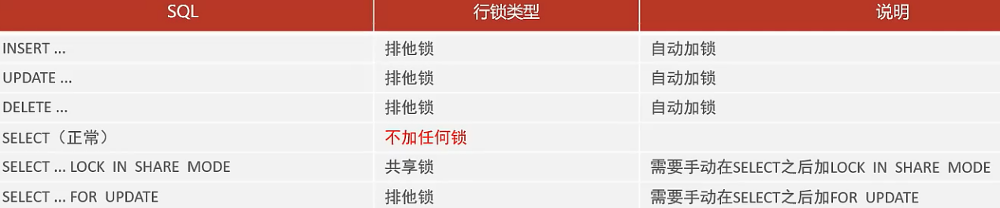 SQL 行锁类型 说明
INSERT ... 排他锁 自动加锁
UPDATE ... 排他锁 自动加锁
DELETE ... 排他锁 自动加锁
SELECT（正常） 不加任何锁
SELECT ... LOCK IN SHARE MODE 共享锁 需要手动在SELECT之后加LOCK IN SHARE MODE
SELECT ... FOR UPDATE 排他锁 需要手动在SELECT之后加FOR UPDATE